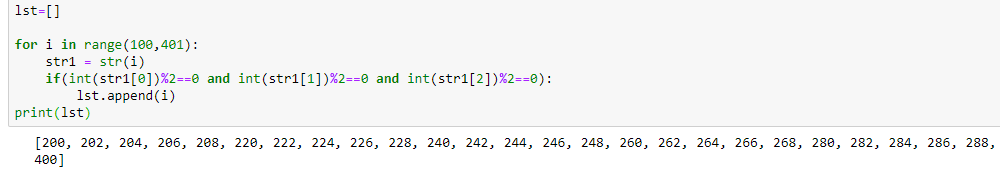 lst=[]
for i in range(100,401):
    str1 = str(i)
    if(int(str1[0])%2==0 and int(str1[1])%2==0 and int(str1[2])%2==0):
        lst.append(i)
print(lst)
[200, 202, 204, 206, 208, 220, 222, 224, 226, 228, 240, 242, 244, 246, 248, 260, 262, 264, 266, 268, 280, 282, 284, 286, 288,
400]